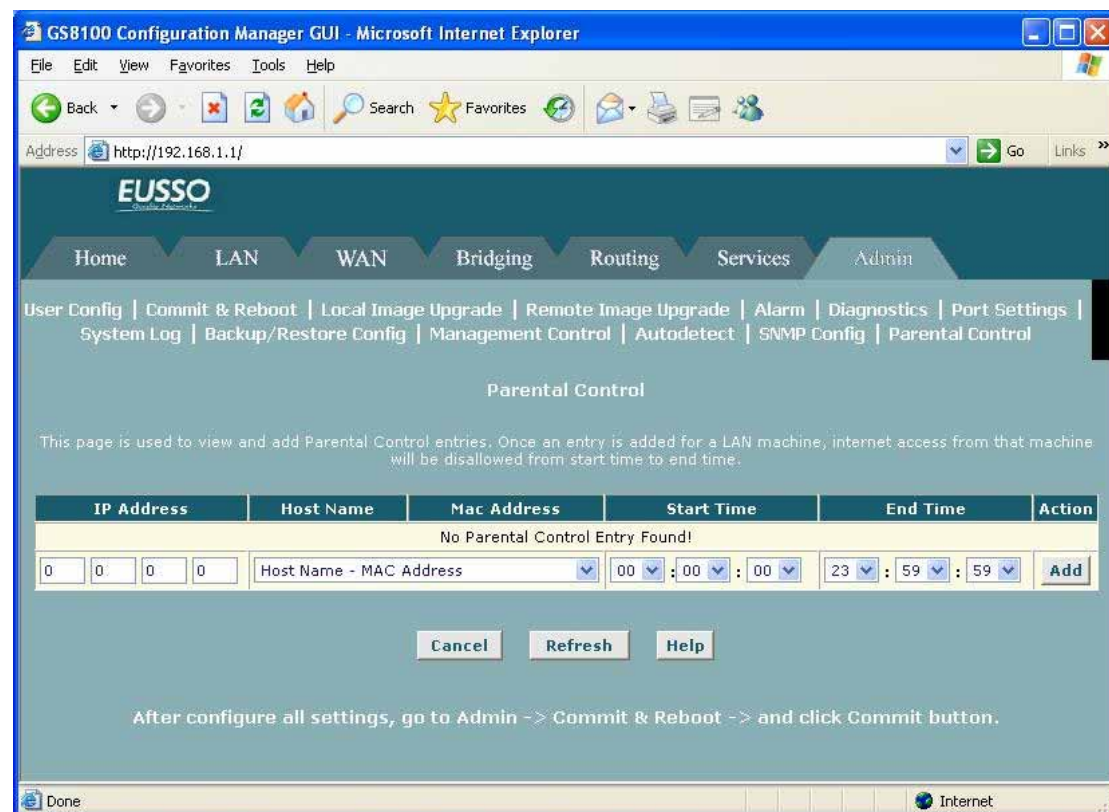 GS8100 Configuration Manager GUI - Microsoft Internet Explorer
File Edit View Favorites Tools Help
Back Search Favorites
Address http://192.168.1.1/ Go Links »
EUSSO
Home LAN WAN Bridging Routing Services Admin
User Config | Commit & Reboot | Local Image Upgrade | Remote Image Upgrade | Alarm | Diagnostics | Port Settings |
System Log | Backup/Restore Config | Management Control | Autodetect | SNMP Config | Parental Control
Parental Control
This page is used to view and add Parental Control entries. Once an entry is added for a LAN machine, internet access from that machine
will be disallowed from start time to end time.
IP Address Host Name Mac Address Start Time End Time Action
No Parental Control Entry Found!
0 0 0 0 Host Name - MAC Address 00 : 00 : 00 23 : 59 : 59 Add
Cancel Refresh Help
After configure all settings, go to Admin -> Commit & Reboot -> and click Commit button.
Done Internet